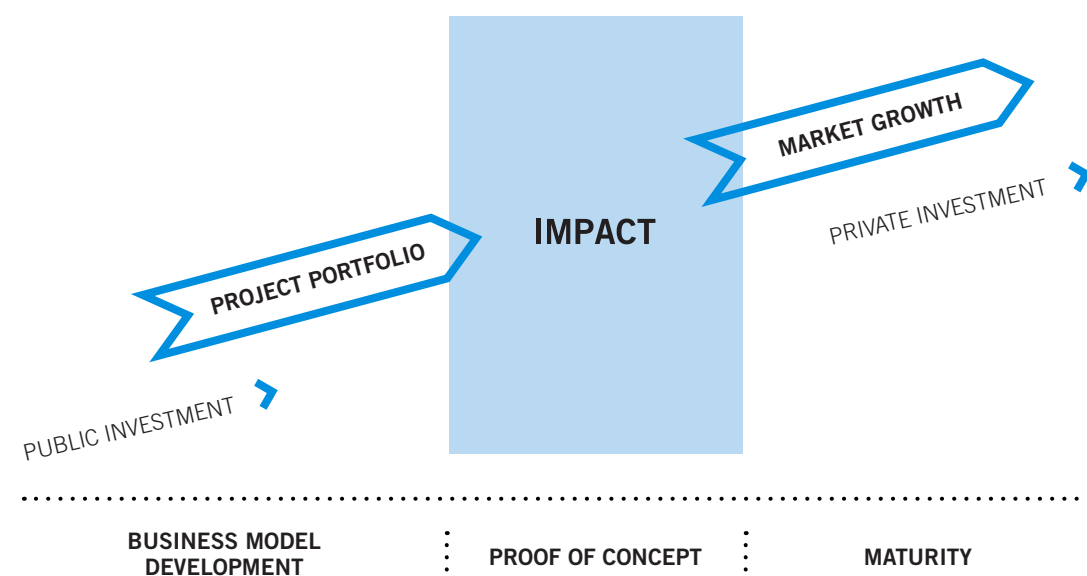 MARKET GROWTH
PRIVATE INVESTMENT
IMPACT
PROJECT PORTFOLIO
PUBLIC INVESTMENT
BUSINESS MODEL
DEVELOPMENT
PROOF OF CONCEPT
MATURITY